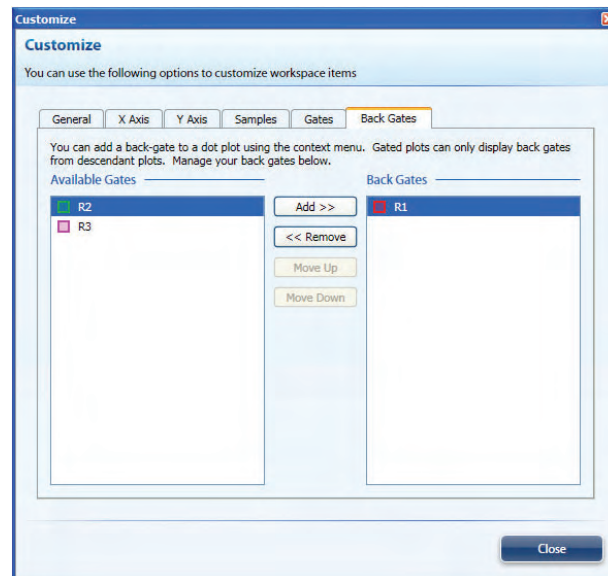 Customize
Customize
You can use the following options to customize workspace items
General
X Axis
Y Axis
Samples
Gates
Back Gates
You can add a back-gate to a dot plot using the context menu. Gated plots can only display back gates
from descendant plots. Manage your back gates below.
Available Gates
Back Gates
R2
R3
Add >>
<< Remove
Move Up
Move Down
R1
Close